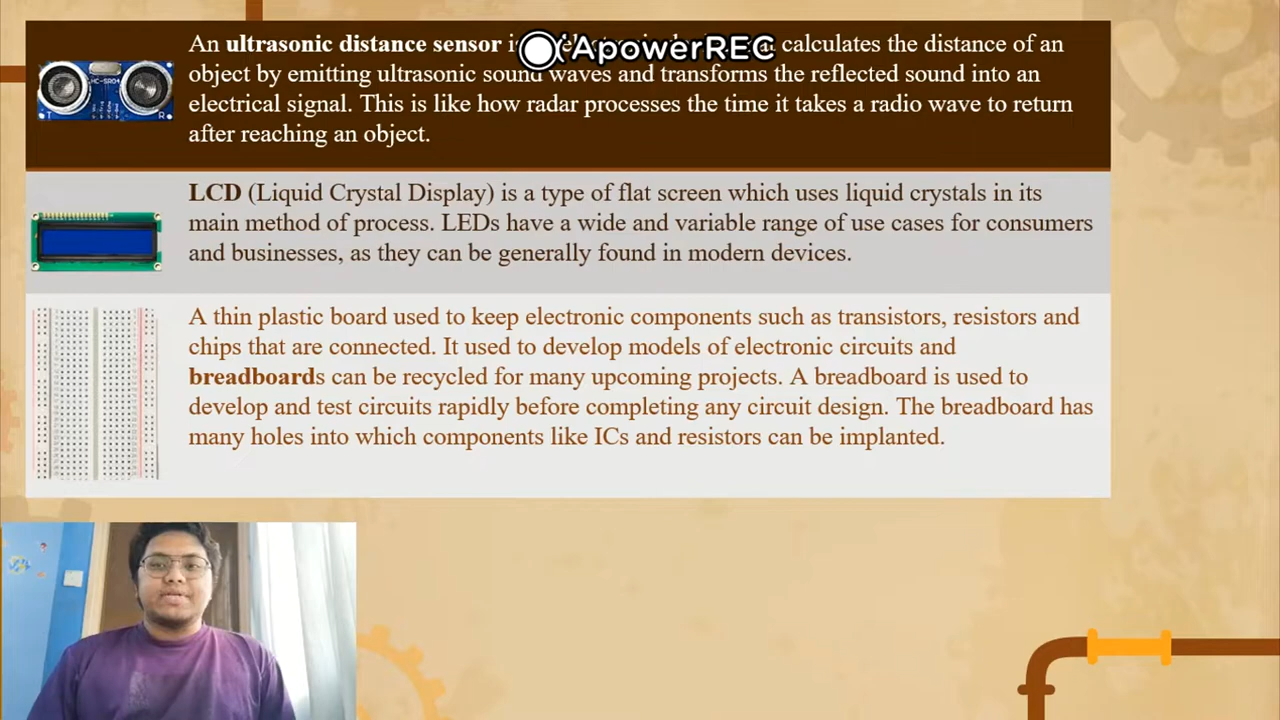 An ultrasonic distance sensor calculates the distance of an
ApowerREC
object by emitting ultrasonic sound waves and transforms the reflected sound into an
electrical signal. This is like how radar processes the time it takes a radio wave to return
after reaching an object.
HC-SR04
T R
LCD (Liquid Crystal Display) is a type of flat screen which uses liquid crystals in its
main method of process. LEDs have a wide and variable range of use cases for consumers
and businesses, as they can be generally found in modern devices.
A thin plastic board used to keep electronic components such as transistors, resistors and
chips that are connected. It used to develop models of electronic circuits and
breadboards can be recycled for many upcoming projects. A breadboard is used to
develop and test circuits rapidly before completing any circuit design. The breadboard has
many holes into which components like ICs and resistors can be implanted.